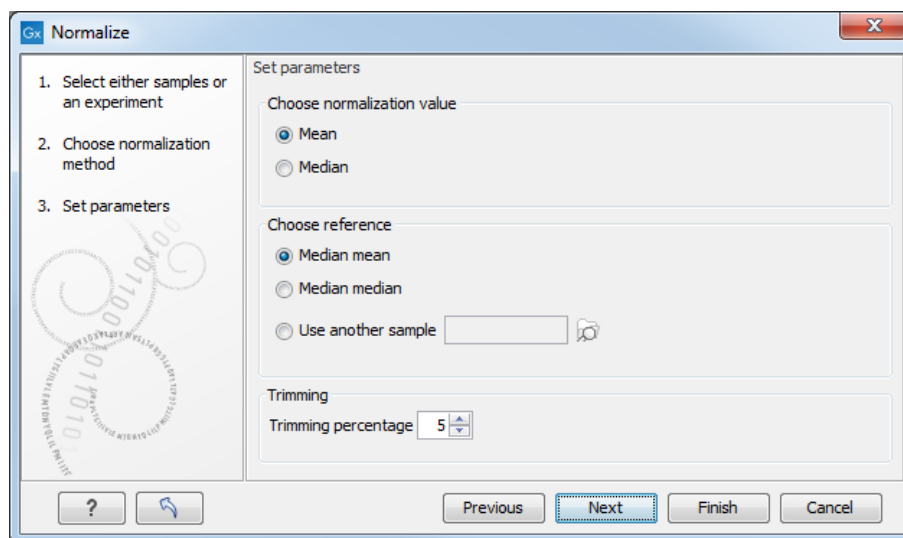 Gx Normalize
X
1. Select either samples or
an experiment
2. Choose normalization
method
3. Set parameters
Set parameters
Choose normalization value
Mean
Median
Choose reference
Median mean
Median median
Use another sample
Trimming
Trimming percentage 5
?
Previous Next Finish Cancel